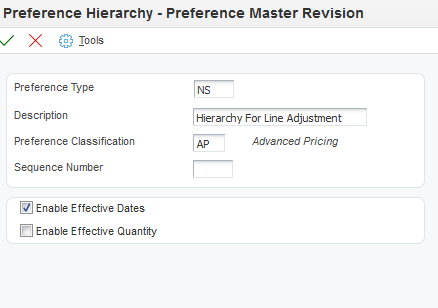 Preference Hierarchy - Preference Master Revision
Tools
Preference Type NS
Description Hierarchy For Line Adjustment
Preference Classification AP Advanced Pricing
Sequence Number
Enable Effective Dates
Enable Effective Quantity